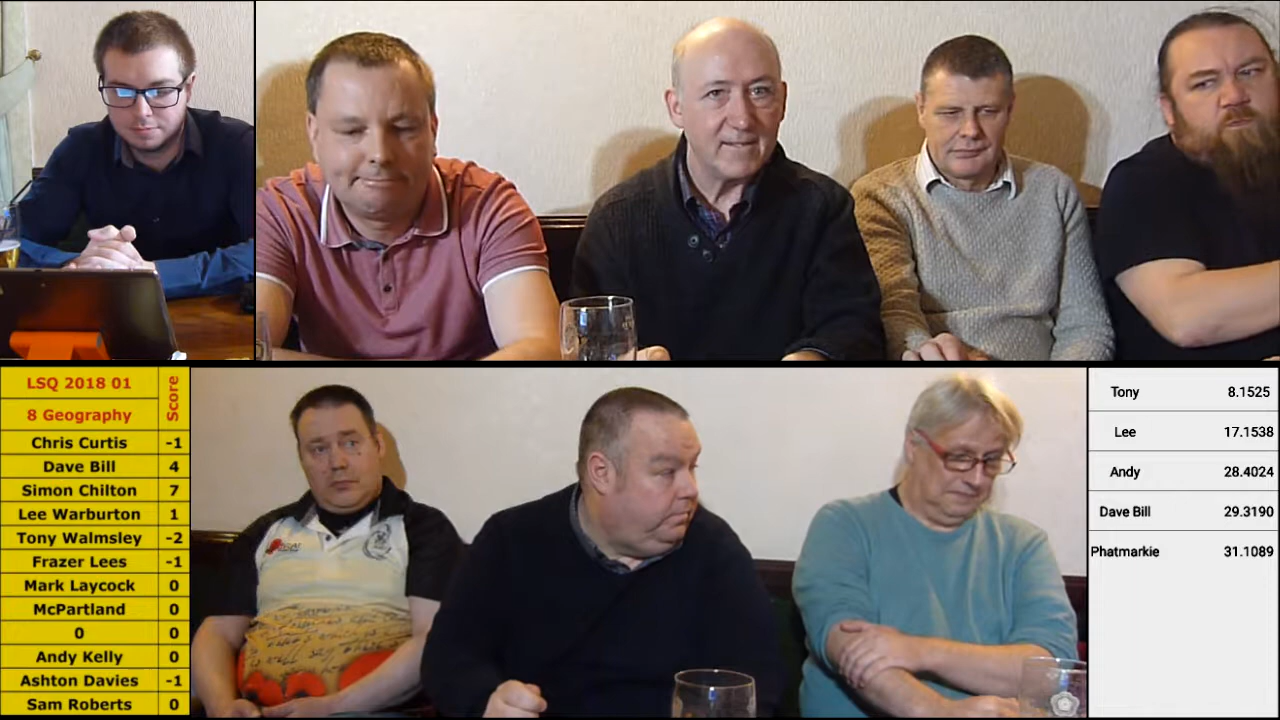 LSQ 2018 01 Score
8 Geography
Chris Curtis -1
Dave Bill 4
Simon Chilton 7
Lee Warburton 1
Tony Walmsley -2
Frazer Lees -1
Mark Laycock 0
McPartland 0
0 0
Andy Kelly 0
Ashton Davies -1
Sam Roberts 0
Tony 8.1525
Lee 17.1538
Andy 28.4024
Dave Bill 29.3190
Phatmarkie 31.1089